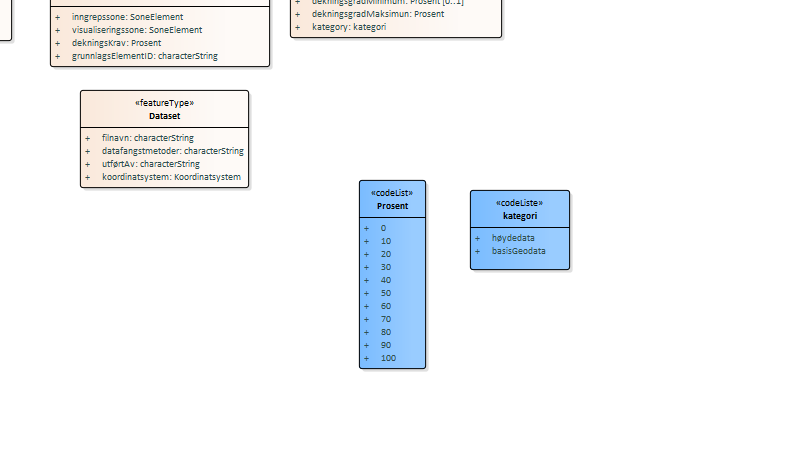 + inngrepssone: SoneElement
+ visualiseringssone: SoneElement
+ dekningsKrav: Prosent
+ grunnlagsElementID: characterString
+ dekningsgradMinimum: Prosent [0..1]
+ dekningsgradMaksimun: Prosent
+ kategory: kategori
«featureType»
Dataset
+ filnavn: characterString
+ datafangstmetoder: characterString
+ utførtAv: characterString
+ koordinatsystem: Koordinatsystem
«codeList»
Prosent
+ 0
+ 10
+ 20
+ 30
+ 40
+ 50
+ 60
+ 70
+ 80
+ 90
+ 100
«codeListe»
kategori
+ høydedata
+ basisGeodata